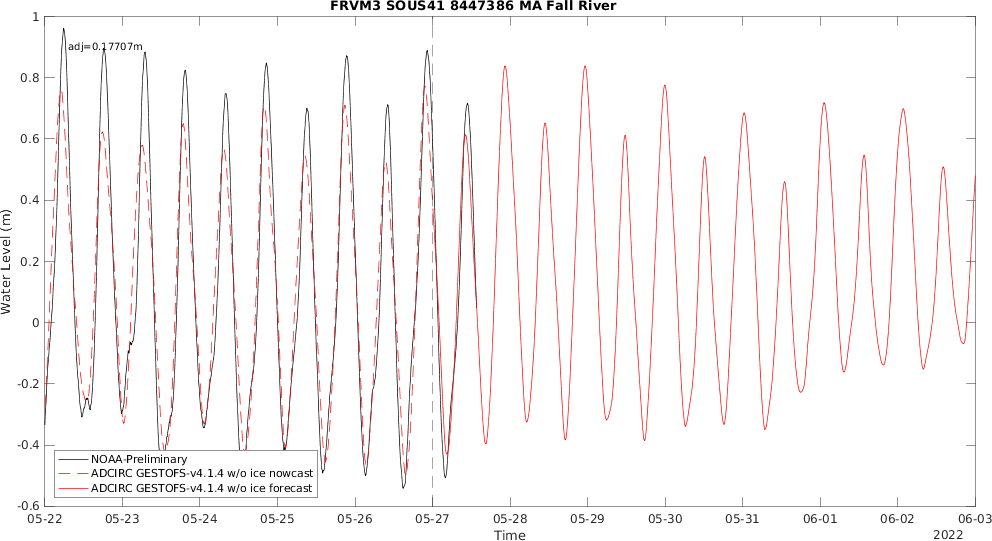 FRVM3 SOUS41 8447386 MA Fall River
adj=0.17707m
1
0.8
0.6
0.4
0.2
0
-0.2
-0.4
-0.6
Water Level (m)
NOAA-Preliminary
ADCIRC GESTOFS-v4.1.4 w/o ice nowcast
ADCIRC GESTOFS-v4.1.4 w/o ice forecast
05-22 05-23 05-24 05-25 05-26 05-27 05-28 05-29 05-30 05-31 06-01 06-02 06-03
Time
2022